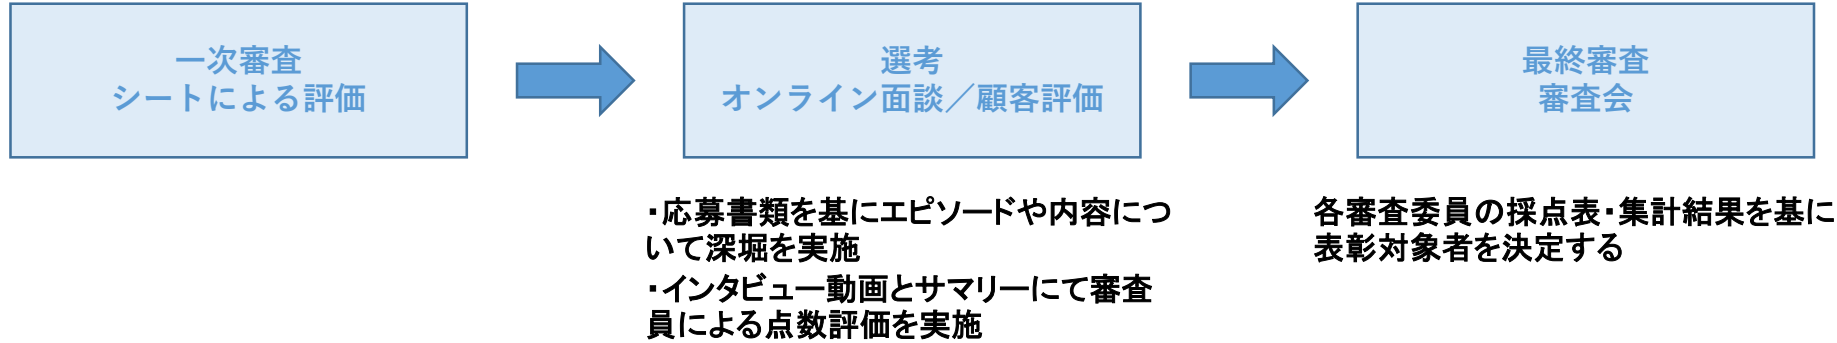 一次審査
シートによる評価
選考
オンライン面談／顧客評価
最終審査
審査会
・応募書類を基にエピソードや内容につ
いて深堀を実施
・インタビュー動画とサマリーにて審査
員による点数評価を実施
各審査委員の採点表・集計結果を基に
表彰対象者を決定する